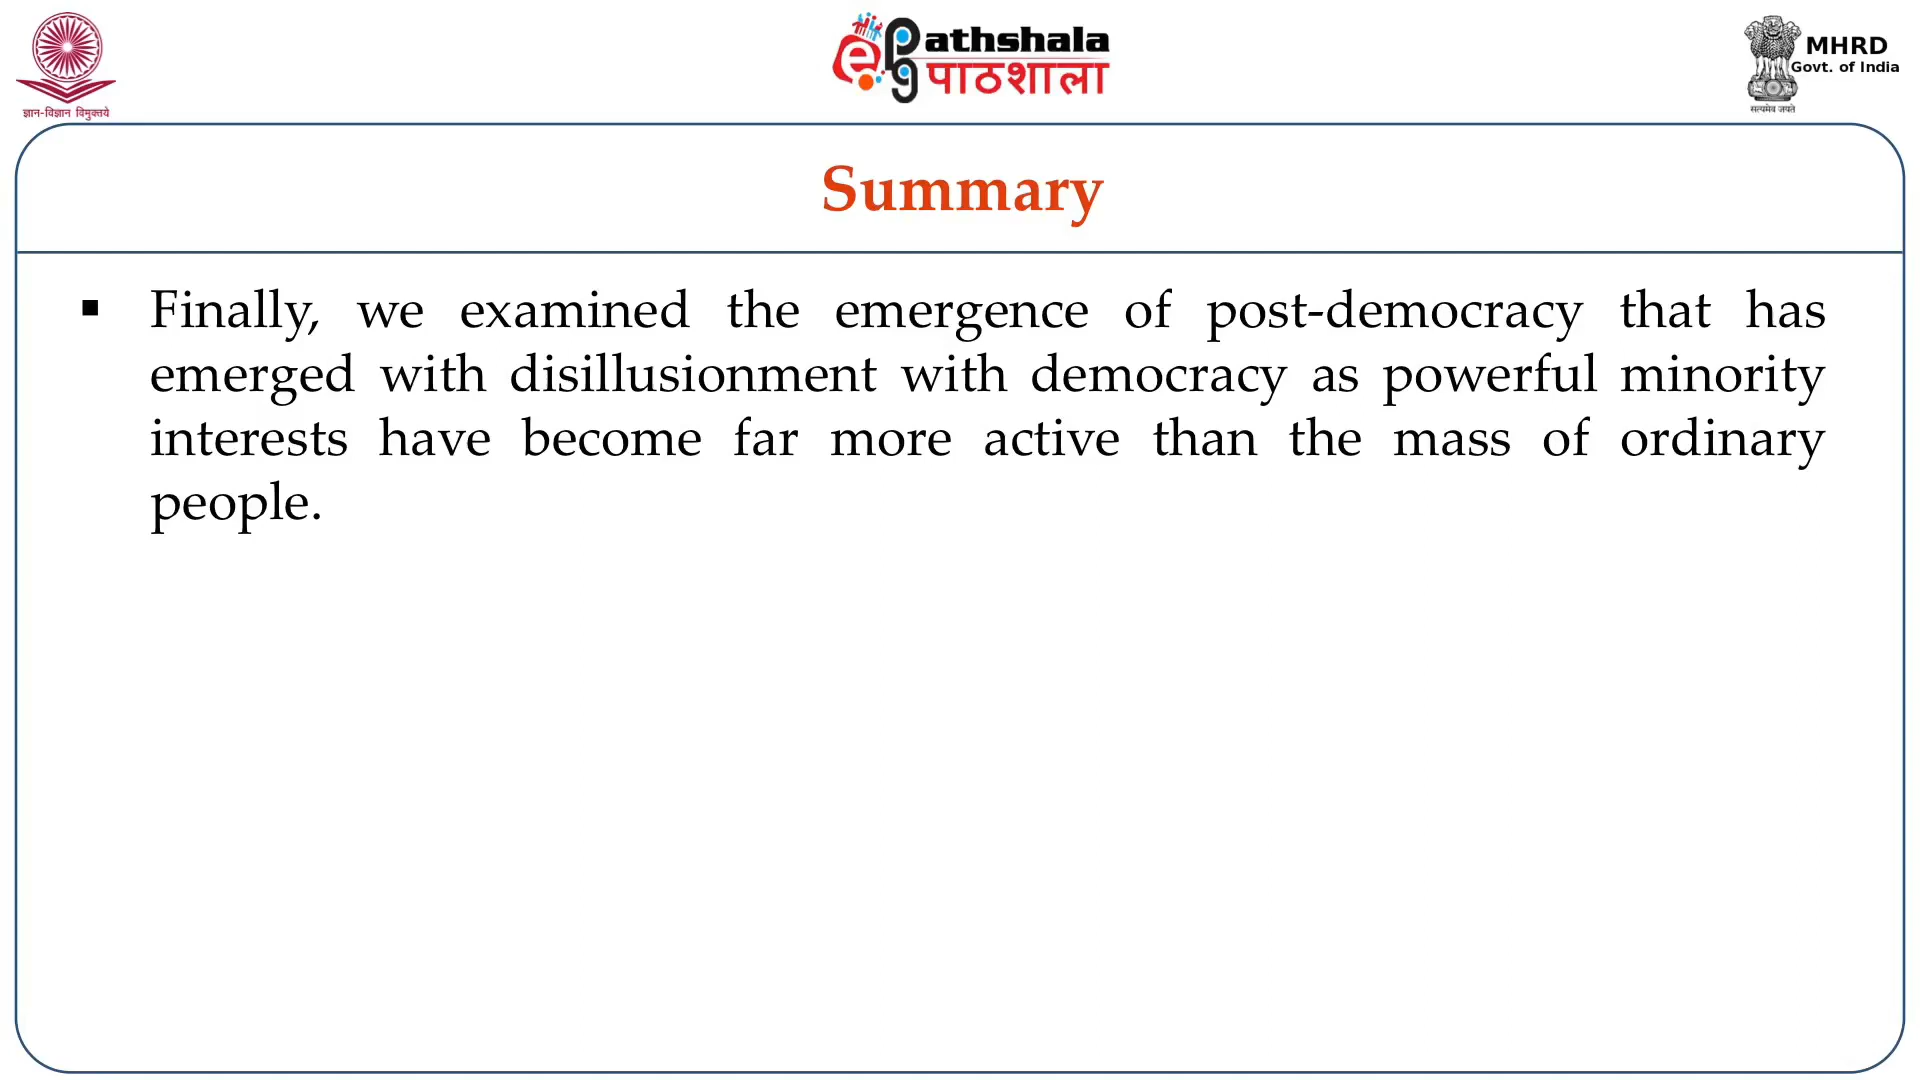 ज्ञान-विज्ञान विमुक्तये
e PG Pathshala
पाठशाला
MHRD
Govt. of India
सत्यमेव जयते
Summary
▪ Finally, we examined the emergence of post-democracy that has
emerged with disillusionment with democracy as powerful minority
interests have become far more active than the mass of ordinary
people.